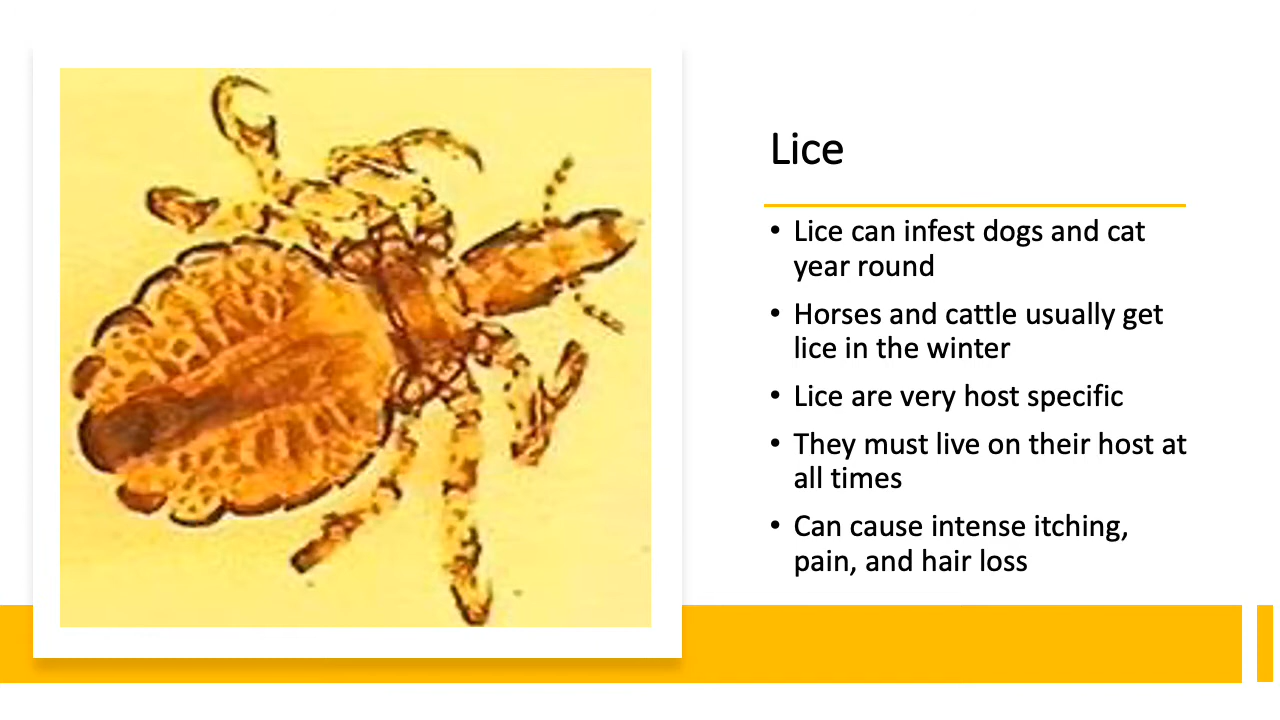 Lice
• Lice can infest dogs and cat
year round
• Horses and cattle usually get
lice in the winter
• Lice are very host specific
• They must live on their host at
all times
• Can cause intense itching,
pain, and hair loss